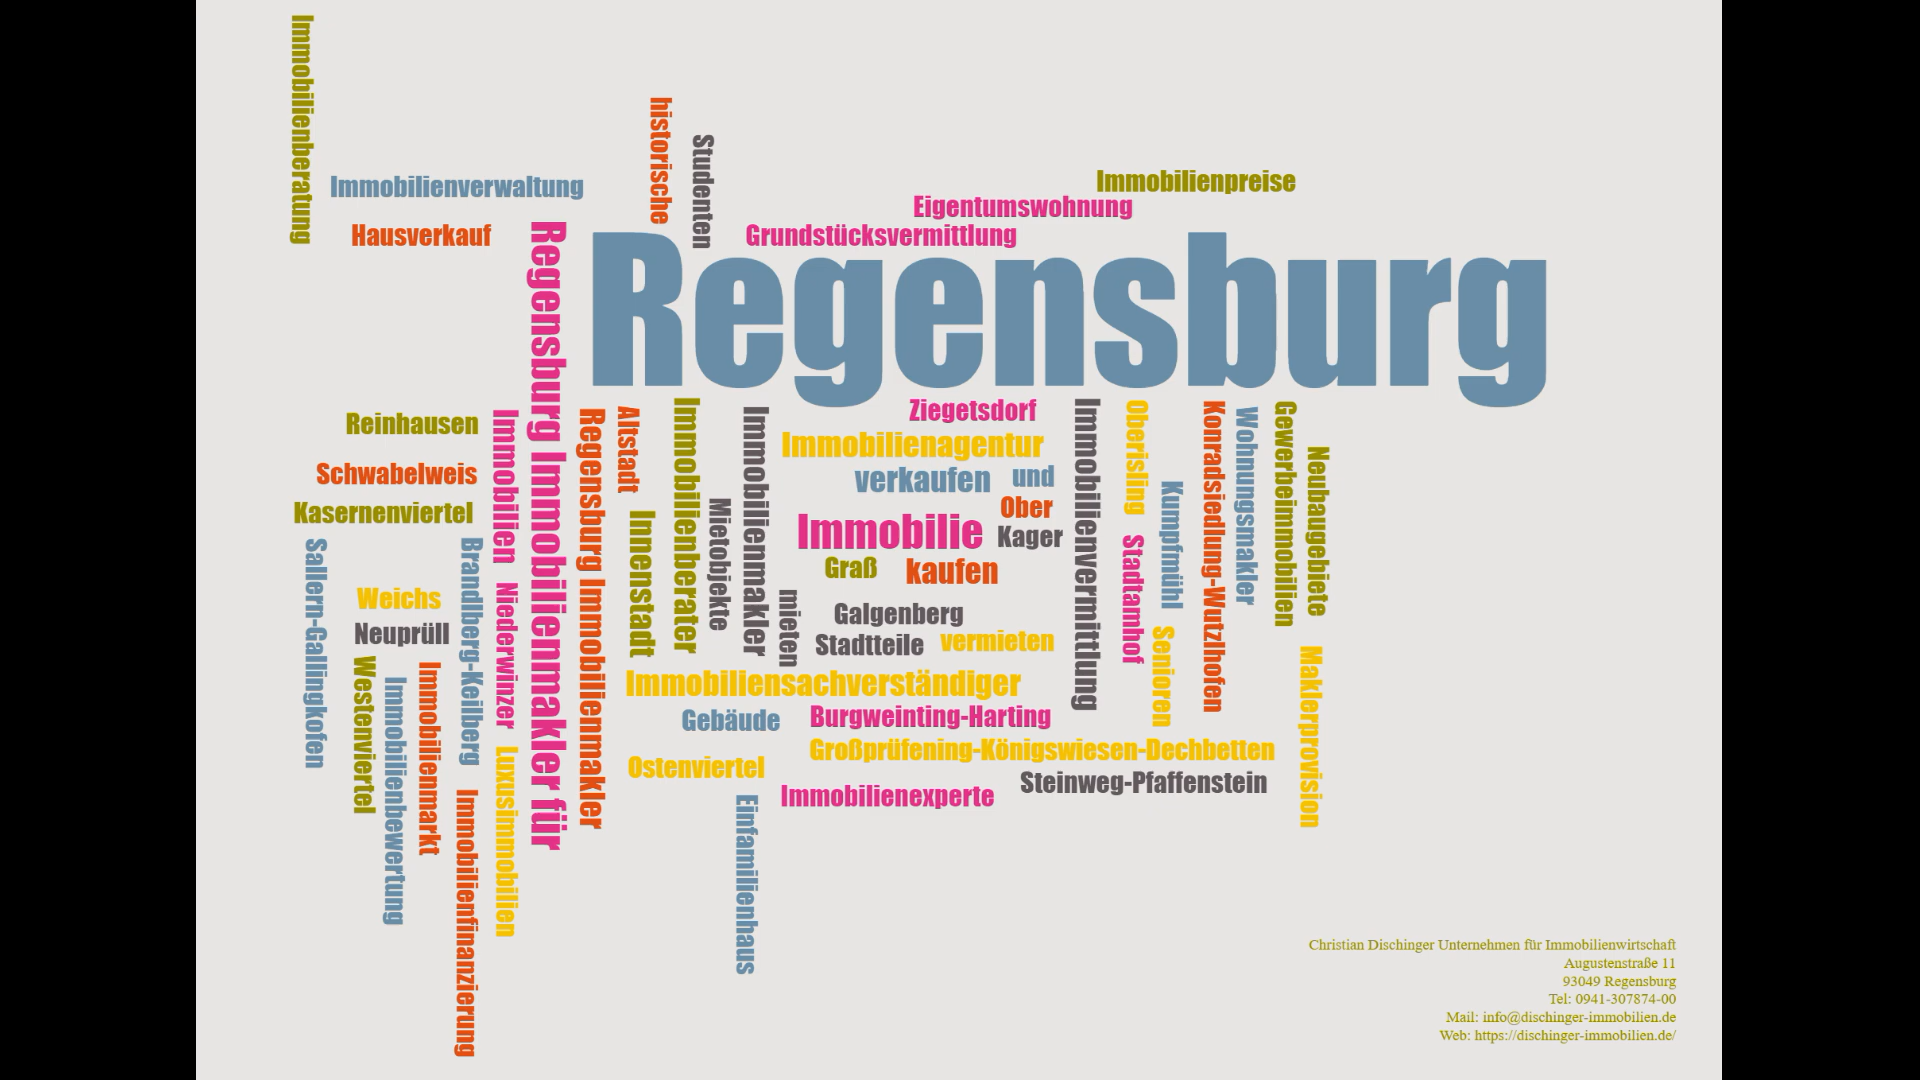 Immobilienberatung
historische
Studenten
Immobilienverwaltung
Immobilienpreise
Eigentumswohnung
Hausverkauf
Grundstücksvermittlung
Regensburg Immobilienmakler für
Regensburg
Reinhausen
Immobilien
Regensburg Immobilienmakler
Altstadt
Immobilienberater
Immobilienmakler
Ziegetsdorf
Immobilienvermittlung
Oberisling
Konradsiedlung-Wutzlhofen
Wohnungsmakler
Gewerbeimmobilien
Neubaugebiete
Immobilienagentur
Schwabelweis
verkaufen
und
Kumpfmühl
Kasernenviertel
Innenstadt
Mietobjekte
Ober
Immobilie
Kager
Stadtamhof
Sallern-Gallingkofen
Brandlberg-Keilberg
Graß
kaufen
Weichs
Niederwinzer
mieten
Galgenberg
Neuprüll
Stadtteile
vermieten
Senioren
Westenviertel
Immobilienbewertung
Immobilienmarkt
Immobiliensachverständiger
Maklerprovision
Gebäude
Burgweinting-Harting
Großprüfening-Königswiesen-Dechbetten
Luxusimmobilien
Ostenviertel
Steinweg-Pfaffenstein
Immobilienexperte
Immobilienfinanzierung
Einfamilienhaus
Christian Dischinger Unternehmen für Immobilienwirtschaft
Augustenstraße 11
93049 Regensburg
Tel: 0941-307874-00
Mail: info@dischinger-immobilien.de
Web: https://dischinger-immobilien.de/